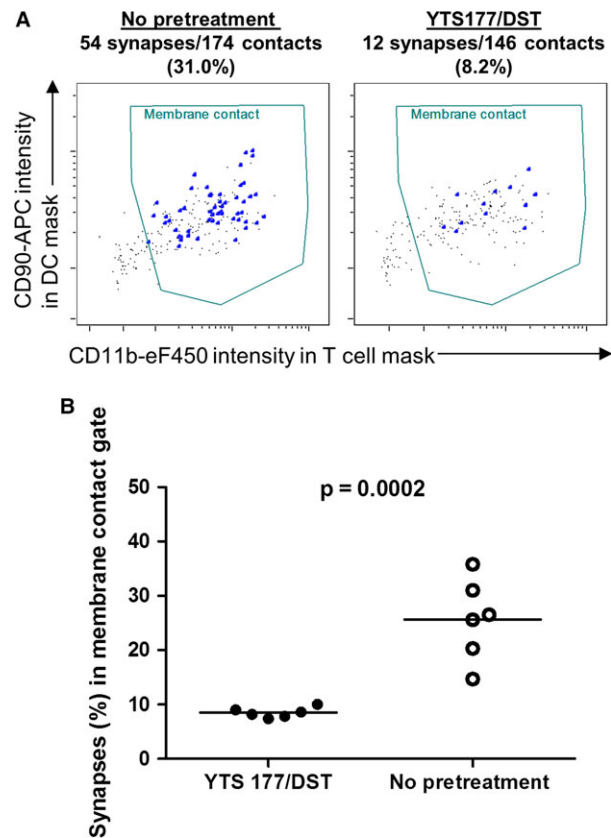 A
No pretreatment
54 synapses/174 contacts
(31.0%)
YTS177/DST
12 synapses/146 contacts
(8.2%)
CD90-APC intensity
in DC mask
Membrane contact
Membrane contact
CD11b-eF450 intensity in T cell mask
B
p = 0.0002
Synapses (%) in membrane contact gate
50
40
30
20
10
0
YTS 177/DST
No pretreatment